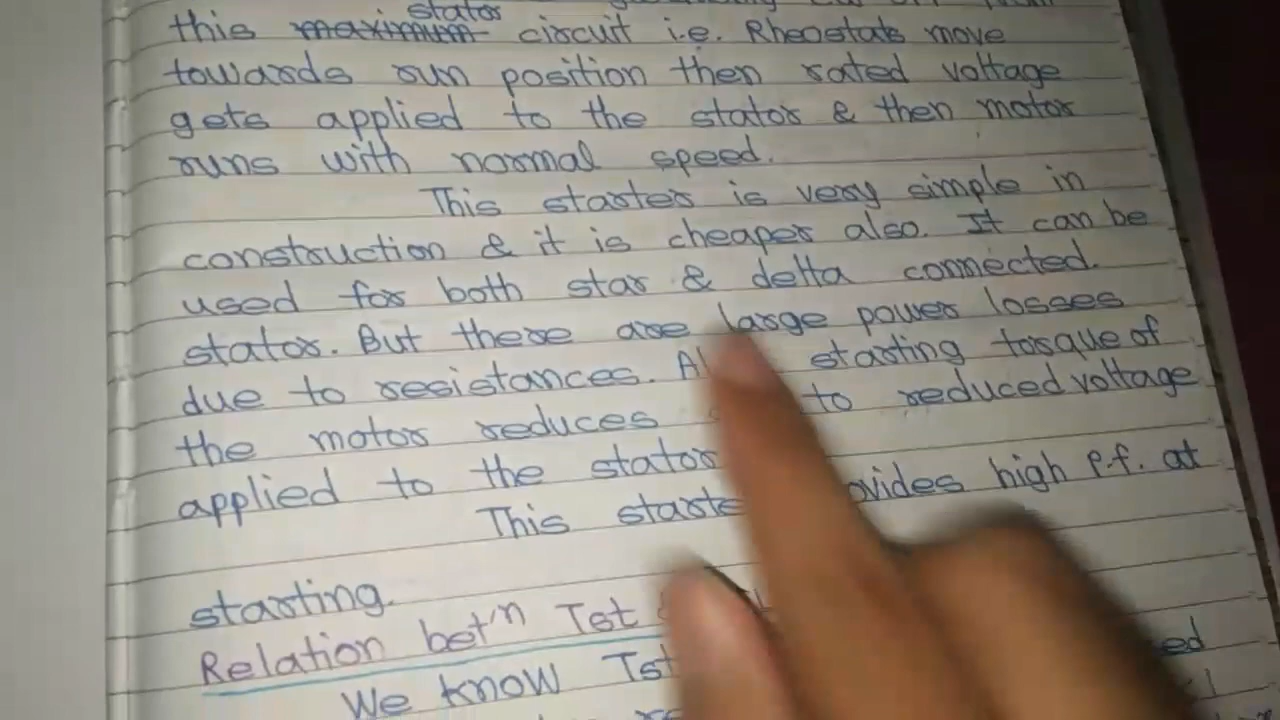 stator
this maximum circuit i.e. Rheostats move
towards run position then rated voltage
gets applied to the stator & then motor
runs with normal speed.
This starter is very simple in
construction & it is cheaper also. It can be
used for both star & delta connected.
stator. But there are large power losses
due to resistances. starting torque of
the motor reduces to reduced voltage
applied to the stator
This high P.f. at
starting.
Relation betⁿ Tst
We know Tst